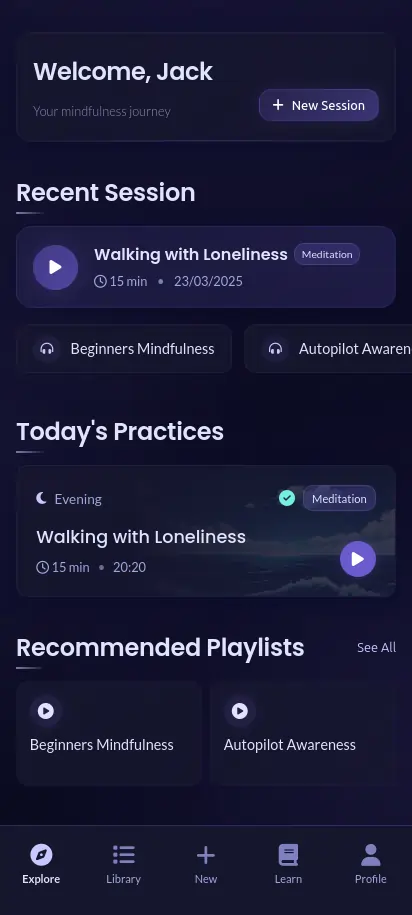 Welcome, Jack
Your mindfulness journey
New Session
Recent Session
Walking with Loneliness
Meditation
15 min • 23/03/2025
Beginners Mindfulness
Autopilot Awaren
Today's Practices
Evening
Meditation
Walking with Loneliness
15 min • 20:20
Recommended Playlists
See All
Beginners Mindfulness
Autopilot Awareness
Explore
Library
New
Learn
Profile